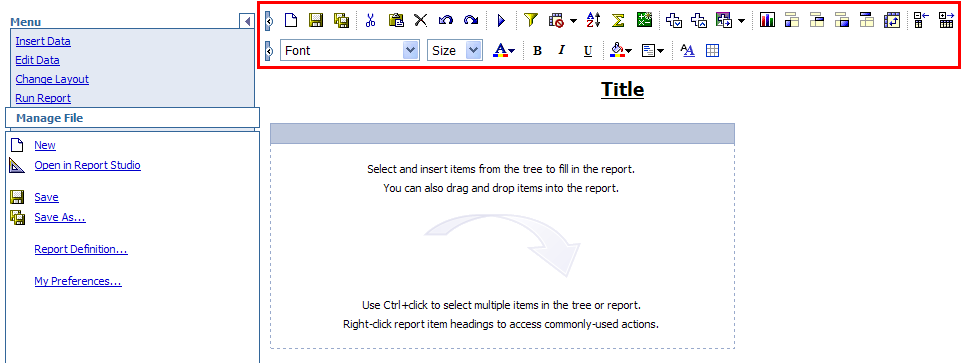 Menu
Insert Data
Edit Data
Change Layout
Run Report
Manage File
New
Open in Report Studio
Save
Save As...
Report Definition...
My Preferences...
Font
Size
A
B I U
AA
Title
Select and insert items from the tree to fill in the report.
You can also drag and drop items into the report.
Use Ctrl+click to select multiple items in the tree or report.
Right-click report item headings to access commonly-used actions.